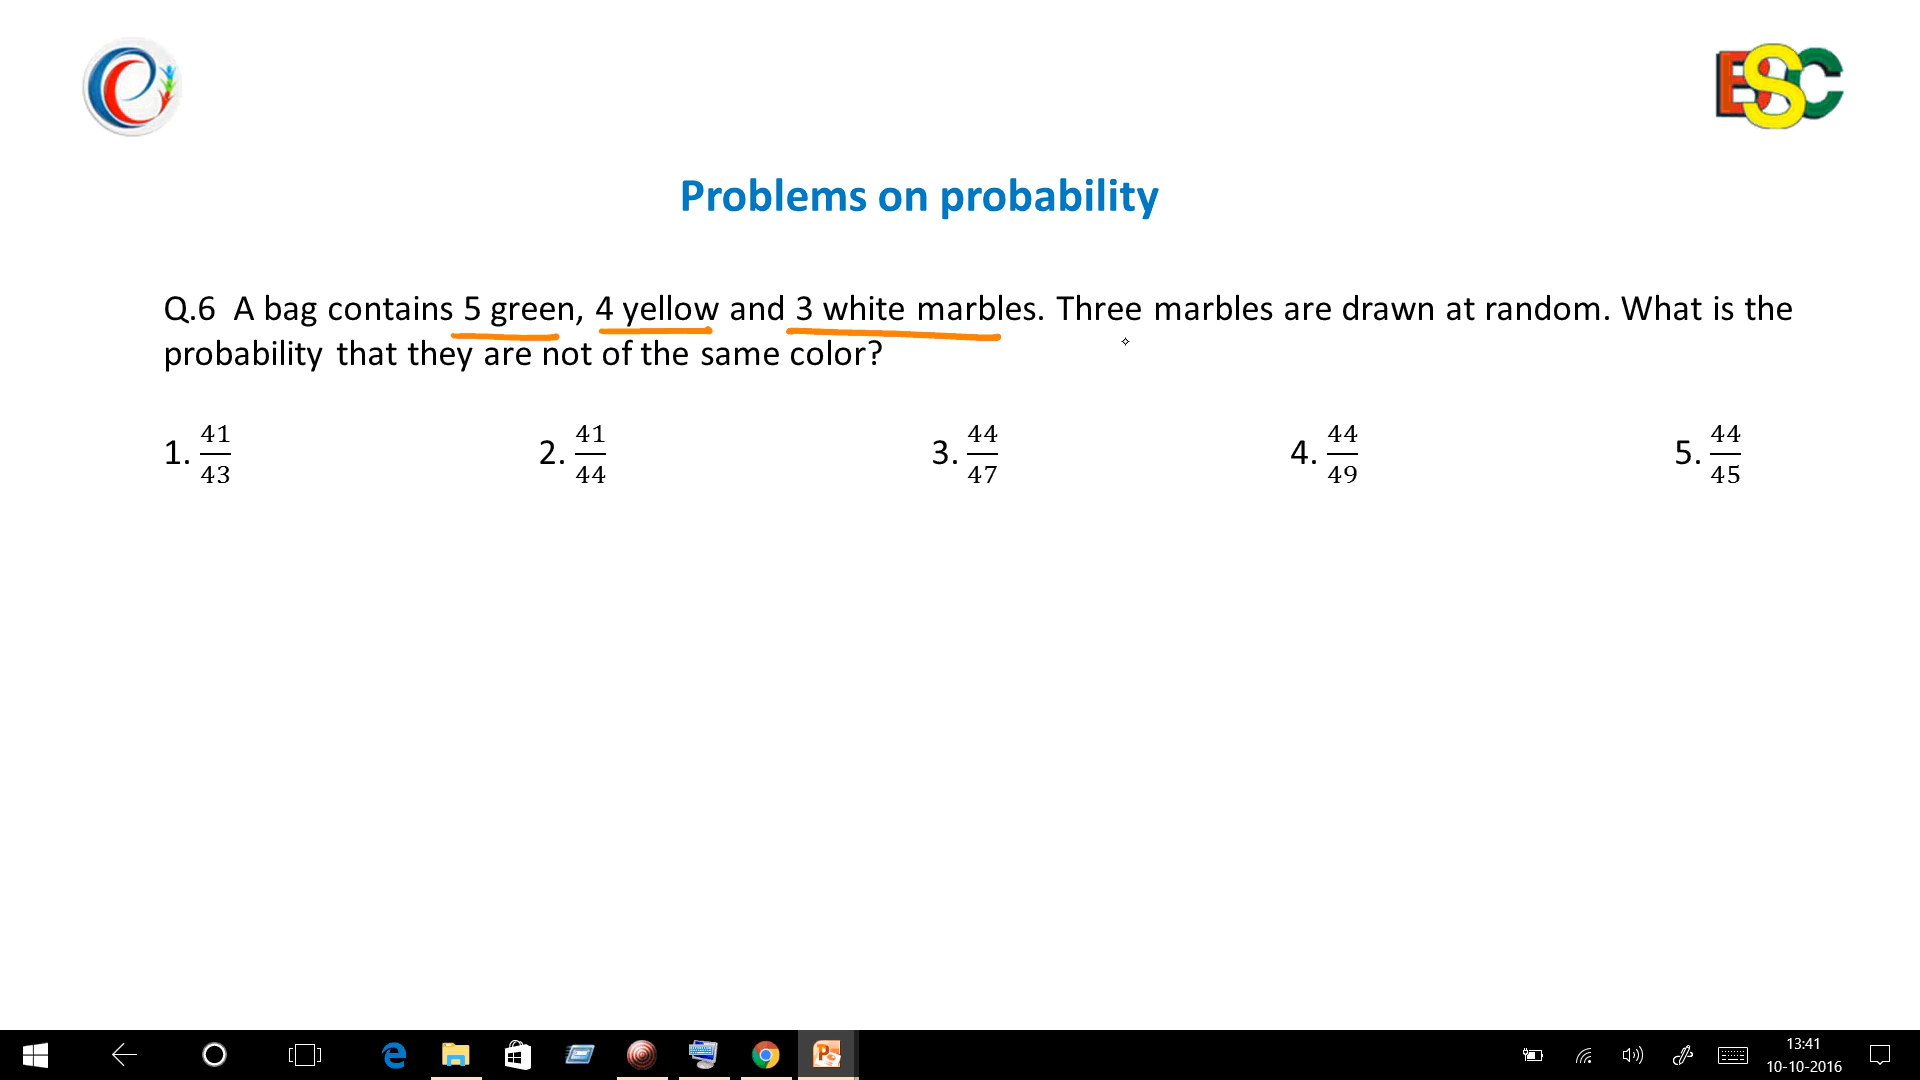 ESC
Problems on probability
Q.6 A bag contains 5 green, 4 yellow and 3 white marbles. Three marbles are drawn at random. What is the
probability that they are not of the same color?
1. 41/43 2. 41/44 3. 44/47 4. 44/49 5. 44/45
13:41
10-10-2016